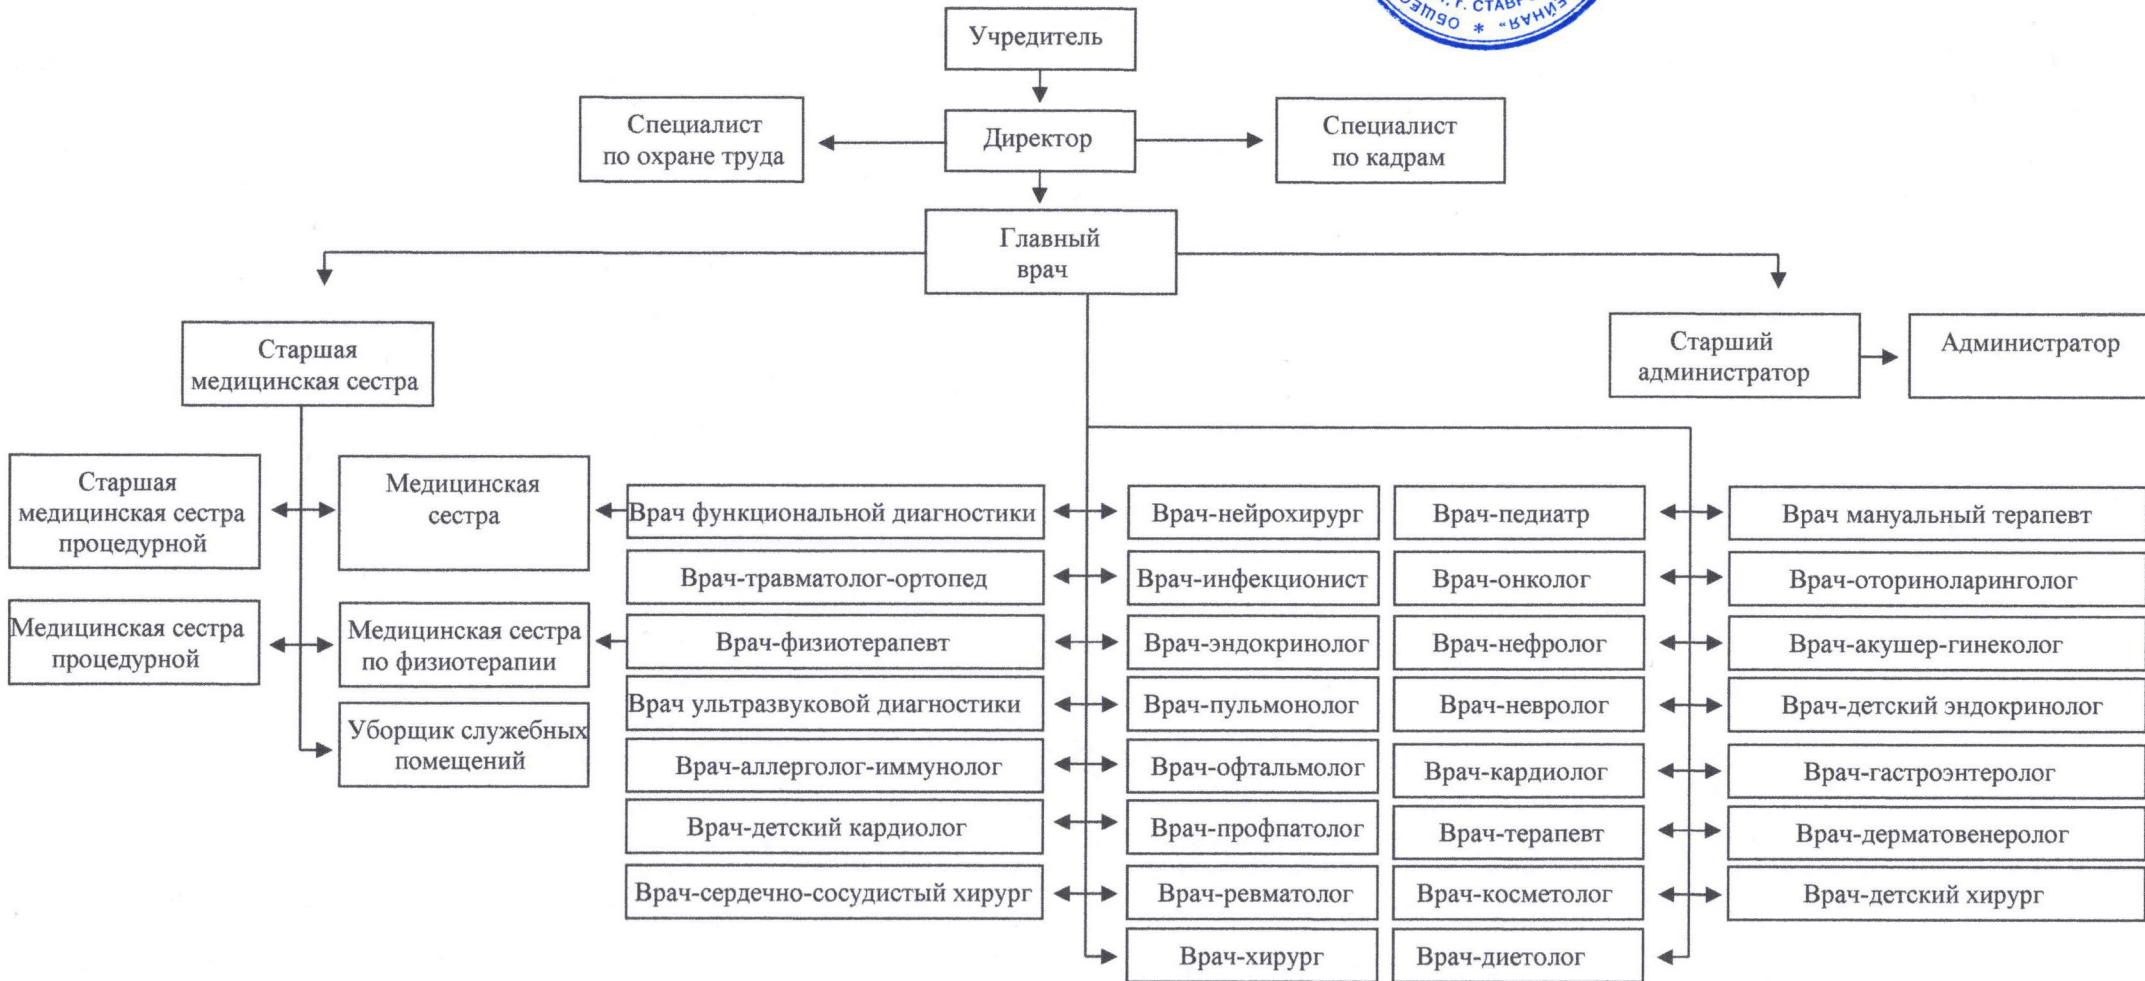 г. СТАВР
Учредитель
Специалист
по охране труда
Директор
Специалист
по кадрам
Главный
врач
Старшая
медицинская сестра
Старший
администратор
Администратор
Старшая
медицинская сестра
процедурной
Медицинская
сестра
Медицинская сестра
процедурной
Медицинская сестра
по физиотерапии
Уборщик служебных
помещений
Врач функциональной диагностики
Врач-нейрохирург
Врач-педиатр
Врач мануальный терапевт
Врач-травматолог-ортопед
Врач-инфекционист
Врач-онколог
Врач-оториноларинголог
Врач-физиотерапевт
Врач-эндокринолог
Врач-нефролог
Врач-акушер-гинеколог
Врач ультразвуковой диагностики
Врач-пульмонолог
Врач-невролог
Врач-детский эндокринолог
Врач-аллерголог-иммунолог
Врач-офтальмолог
Врач-кардиолог
Врач-гастроэнтеролог
Врач-детский кардиолог
Врач-профпатолог
Врач-терапевт
Врач-дерматовенеролог
Врач-сердечно-сосудистый хирург
Врач-ревматолог
Врач-косметолог
Врач-детский хирург
Врач-хирург
Врач-диетолог